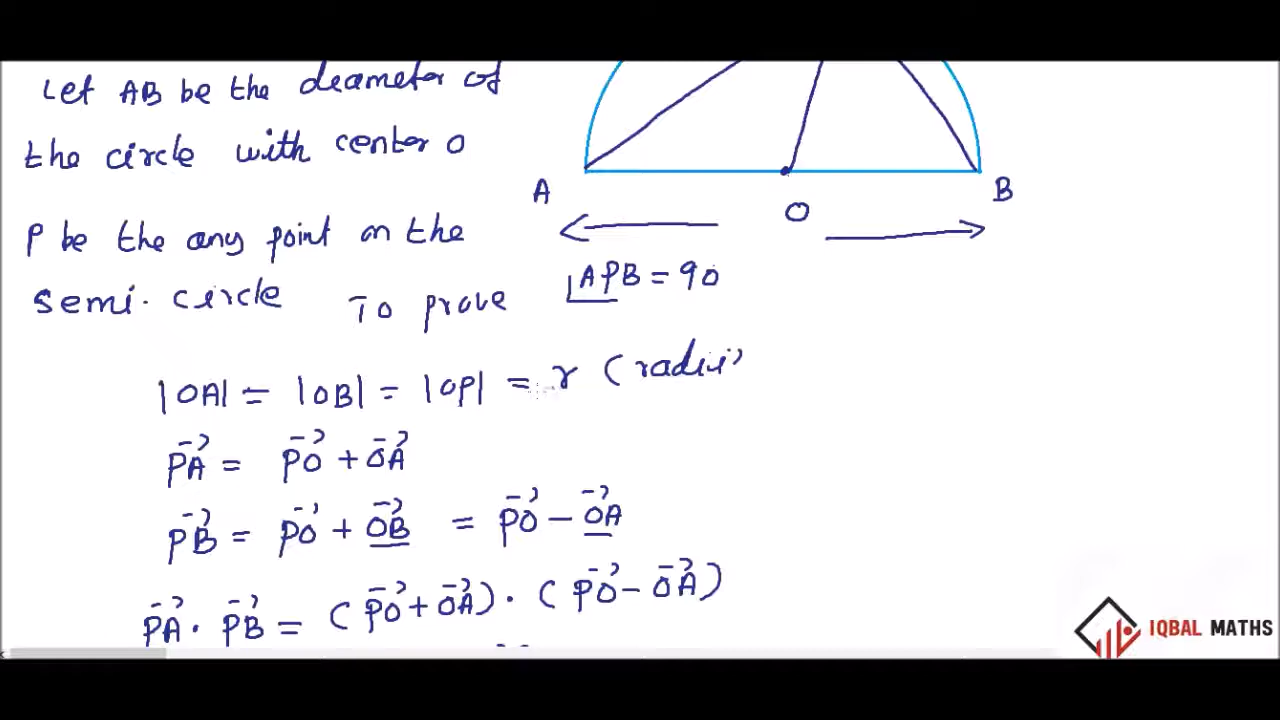 Let AB be the deameter of
the circle with center O
A
B
O
P be the any point on the
semi. circle
To prove
∠APB = 90
|OA| = |OB| = |OP| = r (radius)
PA⃗ = PO⃗ + OA⃗
PB⃗ = PO⃗ + OB⃗ = PO⃗ − OA⃗
PA⃗ · PB⃗ = (PO⃗ + OA⃗) · (PO⃗ − OA⃗)
IQBAL MATHS